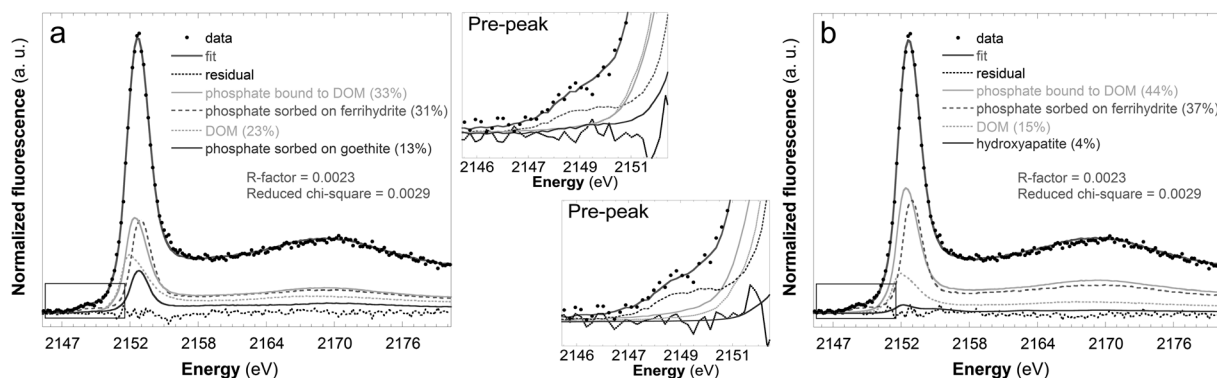 a
Normalized fluorescence (a. u.)
data
fit
residual
phosphate bound to DOM (33%)
phosphate sorbed on ferrihydrite (31%)
DOM (23%)
phosphate sorbed on goethite (13%)
R-factor = 0.0023
Reduced chi-square = 0.0029
2147 2152 2158 2164 2170 2176
Energy (eV)
Pre-peak
2146 2147 2149 2151
Energy (eV)
Pre-peak
2146 2147 2149 2151
Energy (eV)
b
Normalized fluorescence (a. u.)
data
fit
residual
phosphate bound to DOM (44%)
phosphate sorbed on ferrihydrite (37%)
DOM (15%)
hydroxyapatite (4%)
R-factor = 0.0023
Reduced chi-square = 0.0029
2147 2152 2158 2164 2170 2176
Energy (eV)